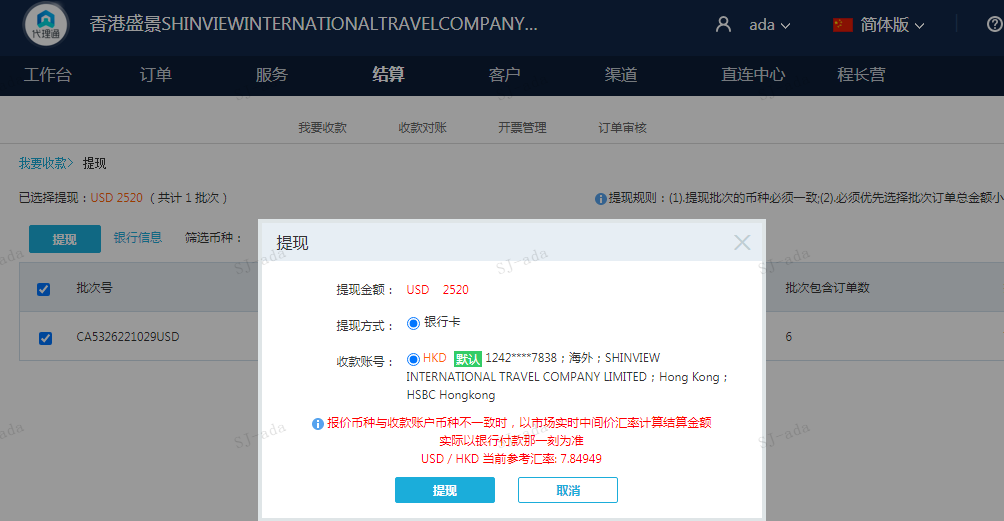 代理通
香港盛景SHINVIEWINTERNATIONALTRAVELCOMPANY...
ada
简体版
工作台 订单 服务 结算 客户 渠道 直连中心 程长营
我要收款 收款对账 开票管理 订单审核
我要收款> 提现
已选择提现：USD 2520 （ 共计 1 批次 ）
提现规则：(1).提现批次的币种必须一致;(2).必须优先选择批次订单总金额小
提现 银行信息 筛选币种：
批次号 批次包含订单数
CA5326221029USD 6
提现
提现金额： USD 2520
提现方式： 银行卡
收款账号： HKD 默认 1242****7838；海外；SHINVIEW
INTERNATIONAL TRAVEL COMPANY LIMITED；Hong Kong；
HSBC Hongkong
报价币种与收款账户币种不一致时，以市场实时中间价汇率计算结算金额
实际以银行付款那一刻为准
USD / HKD 当前参考汇率: 7.84949
提现 取消
SJ-ada
SJ-ada
SJ-ada
SJ-ada
SJ-ada